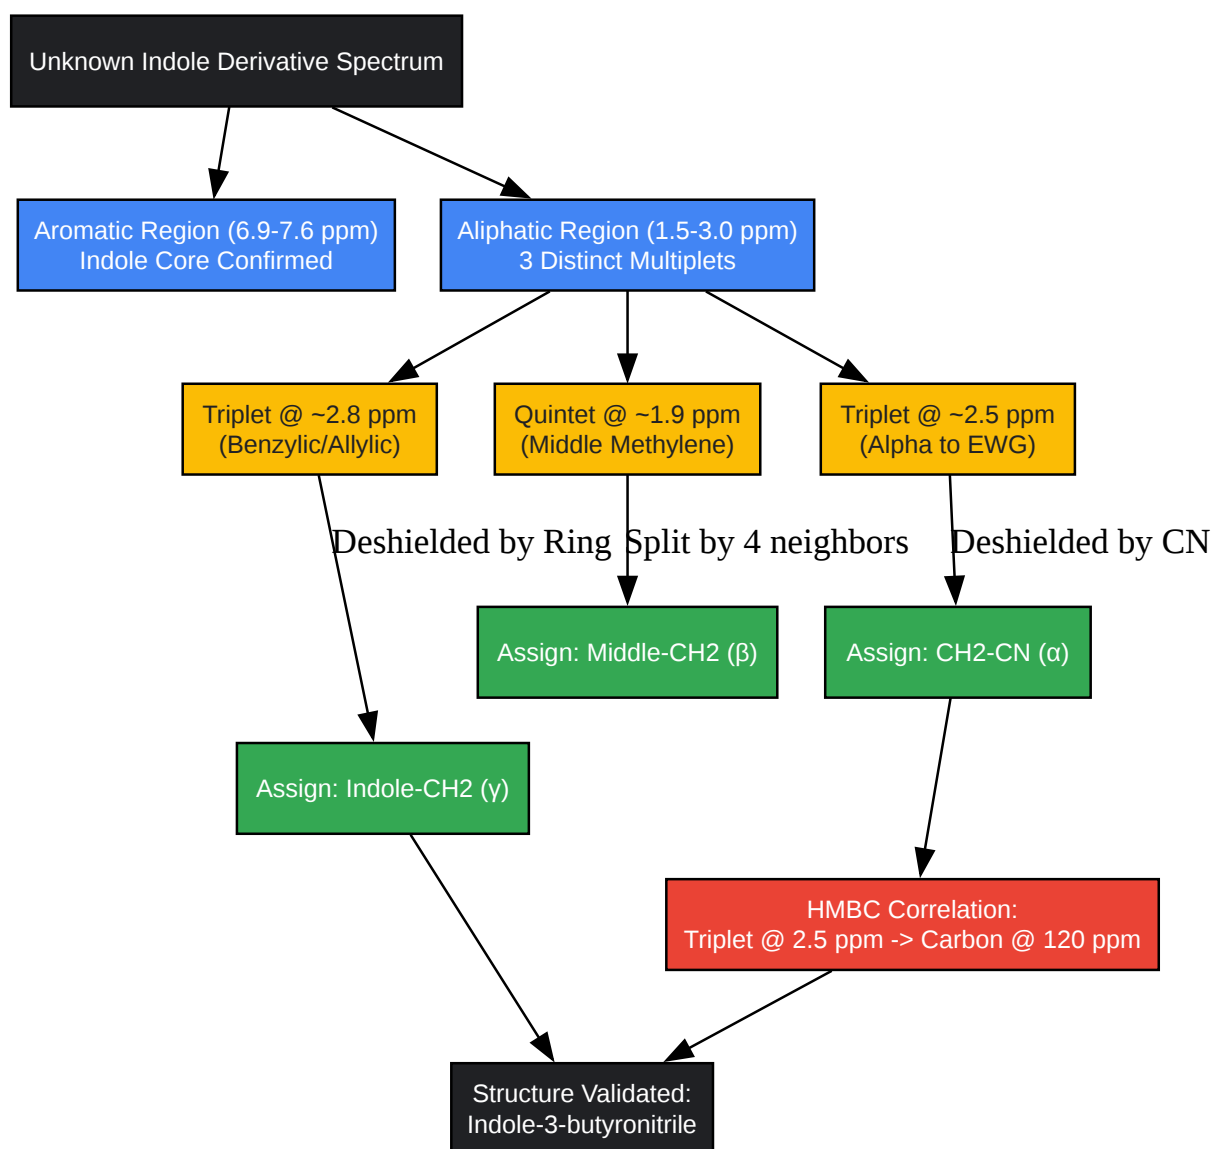 Unknown Indole Derivative Spectrum
Aromatic Region (6.9-7.6 ppm)
Indole Core Confirmed
Aliphatic Region (1.5-3.0 ppm)
3 Distinct Multiplets
Triplet @ ~2.8 ppm
(Benzylic/Allylic)
Quintet @ ~1.9 ppm
(Middle Methylene)
Triplet @ ~2.5 ppm
(Alpha to EWG)
Deshielded by Ring
Split by 4 neighbors
Deshielded by CN
Assign: Middle-CH2 (β)
Assign: CH2-CN (α)
Assign: Indole-CH2 (γ)
HMBC Correlation:
Triplet @ 2.5 ppm -> Carbon @ 120 ppm
Structure Validated:
Indole-3-butyronitrile